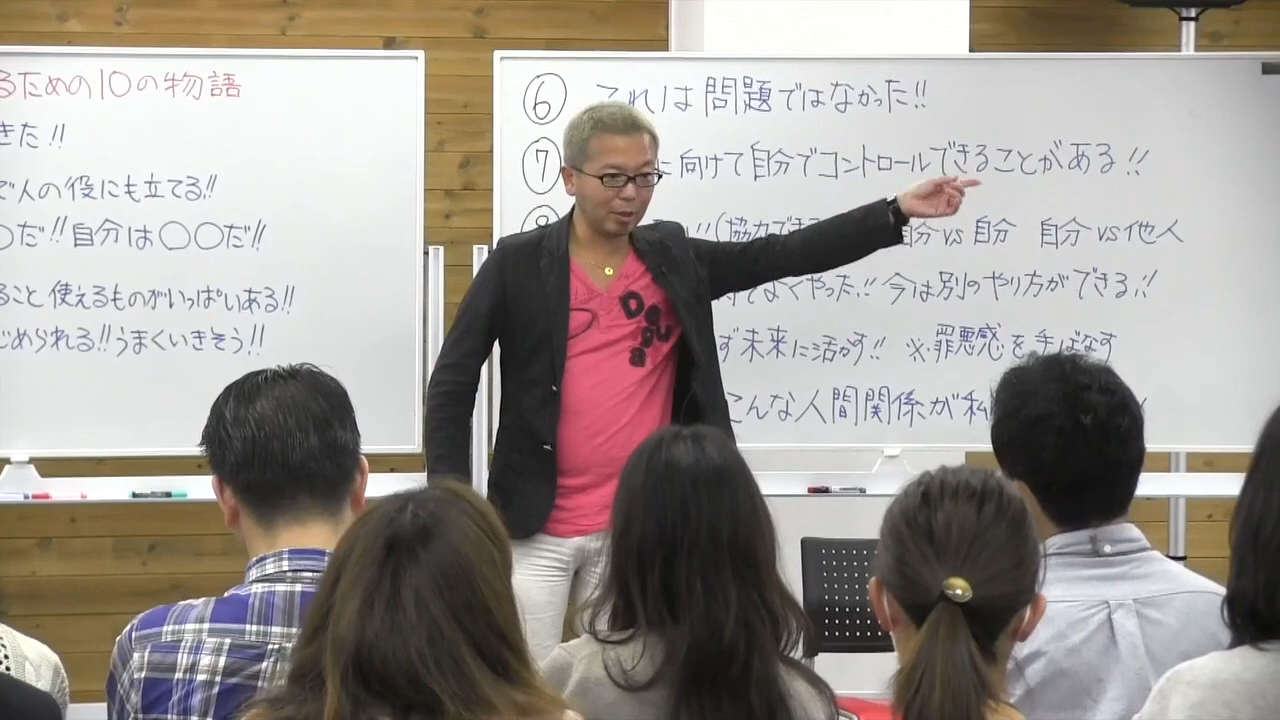 るための10の物語
きた!!
で人の役にも立てる!!
○だ!!自分は○○だ!!
ること 使えるものがいっぱいある!!
じめられる!!うまくいきそう!!
⑥ これは問題ではなかった!!
⑦ に向けて自分でコントロールできることがある!!
⑧ !!(協力でき 自分vs自分 自分vs他人
てよくやった!!今は別のやり方ができる!!
ず未来に活かす!! ※罪悪感を手ばなす
こんな人間関係が私
Degu
a